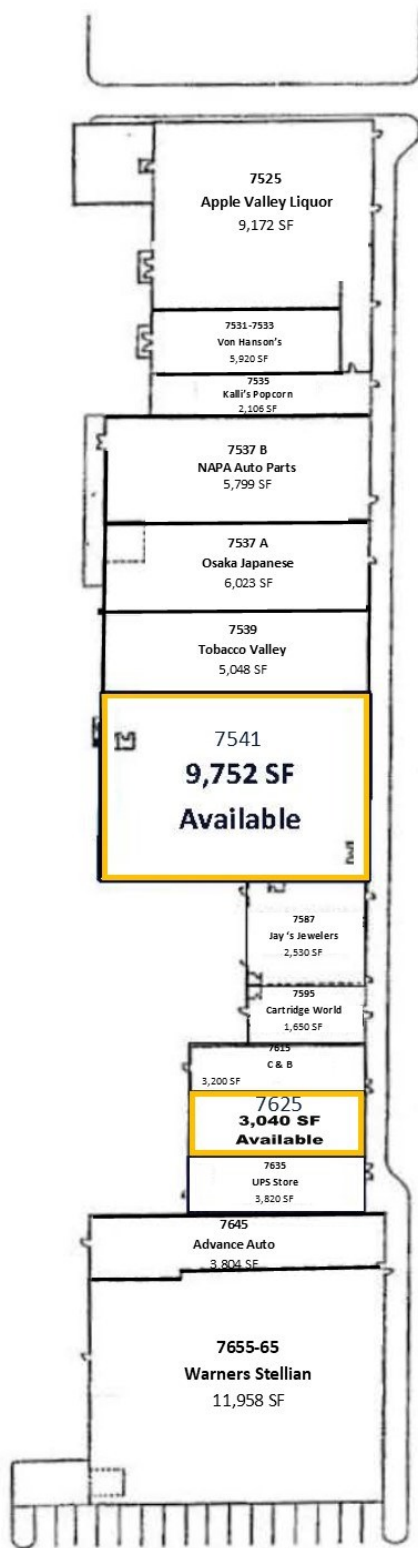 7525
Apple Valley Liquor
9,172 SF
7531-7533
Von Hanson's
5,920 SF
7535
Kalli's Popcorn
2,106 SF
7537 B
NAPA Auto Parts
5,799 SF
7537 A
Osaka Japanese
6,023 SF
7539
Tobacco Valley
5,048 SF
7541
9,752 SF
Available
7587
Jay 's Jewelers
2,530 SF
7595
Cartridge World
1,650 SF
7615
C & B
3,200 SF
7625
3,040 SF
Available
7635
UPS Store
3,820 SF
7645
Advance Auto
3,804 SF
7655-65
Warners Stellian
11,958 SF